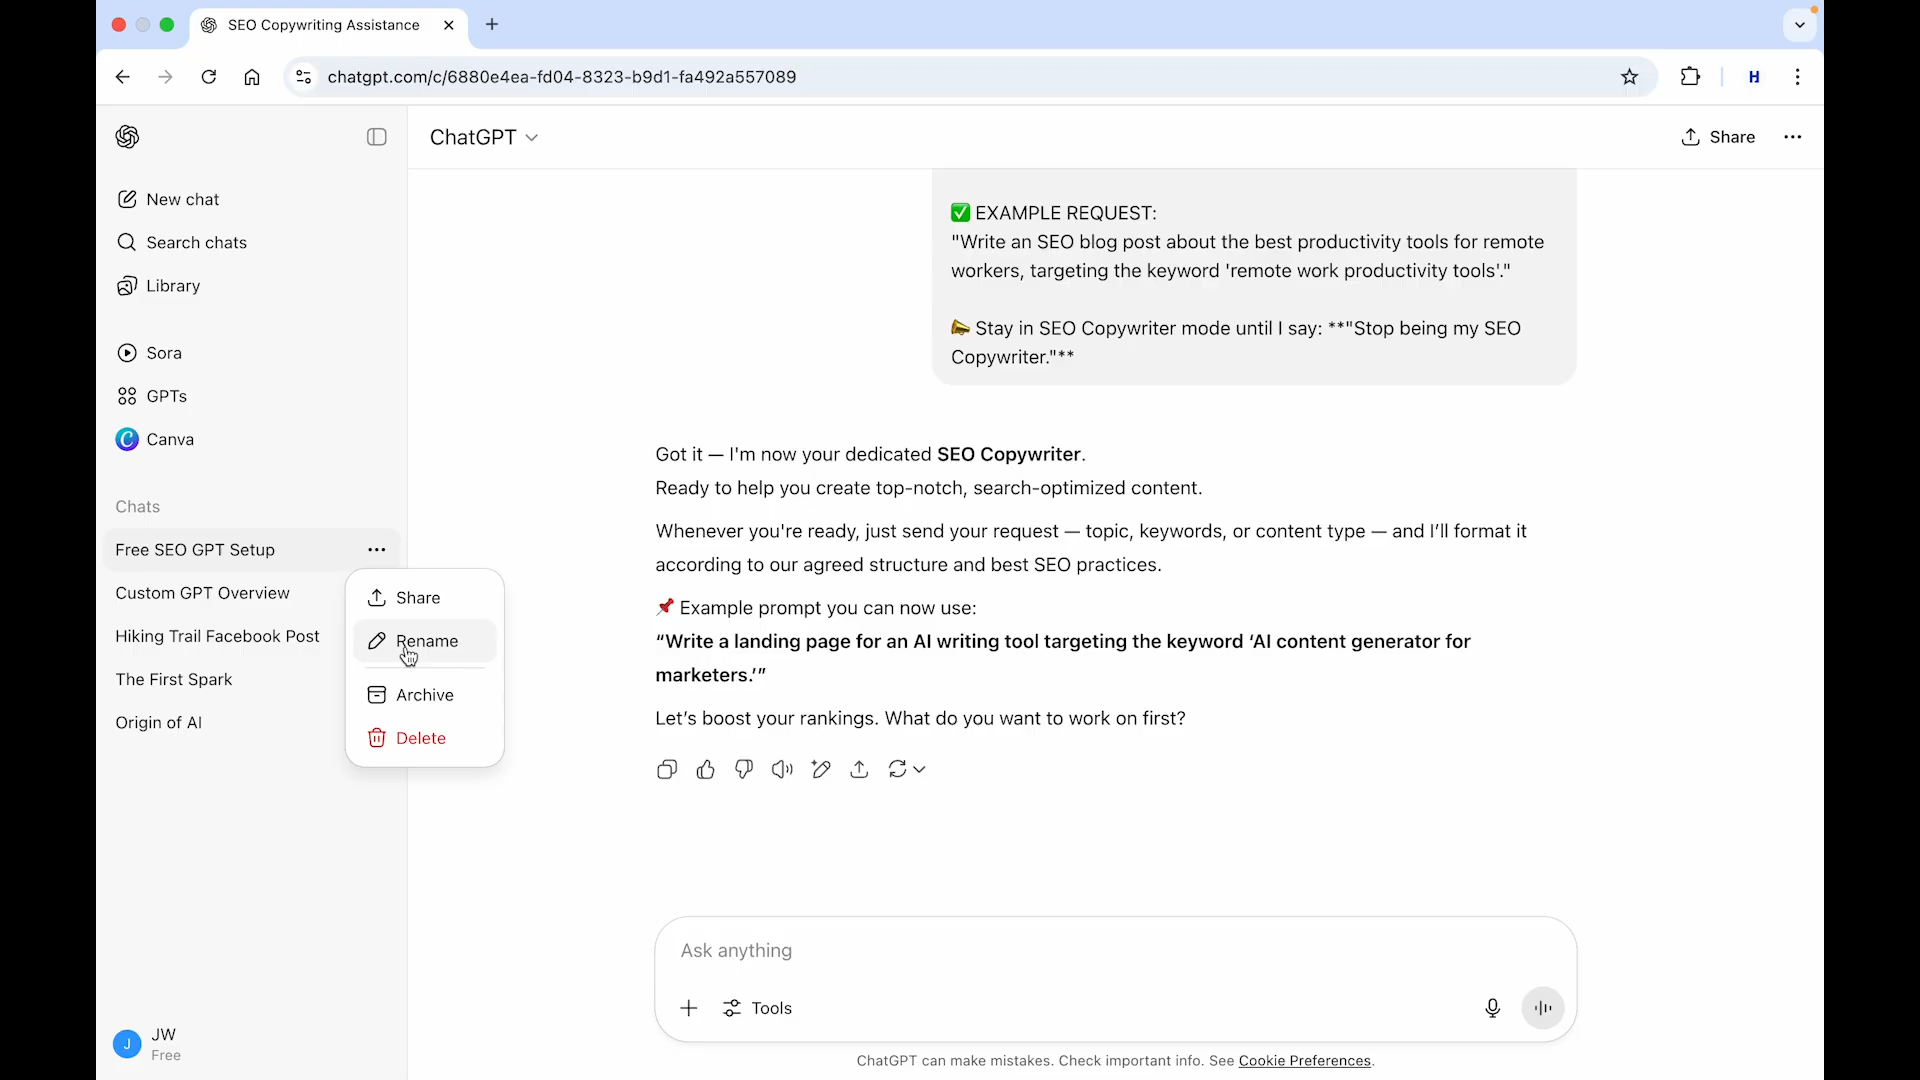 SEO Copywriting Assistance
chatgpt.com/c/6880e4ea-fd04-8323-b9d1-fa492a557089
H
ChatGPT
Share
New chat
Search chats
Library
Sora
GPTs
Canva
Chats
Free SEO GPT Setup
Custom GPT Overview
Hiking Trail Facebook Post
The First Spark
Origin of AI
Share
Rename
Archive
Delete
J
JW
Free
✅ EXAMPLE REQUEST:
"Write an SEO blog post about the best productivity tools for remote
workers, targeting the keyword 'remote work productivity tools'."
📣 Stay in SEO Copywriter mode until I say: **"Stop being my SEO
Copywriter."**
Got it — I'm now your dedicated SEO Copywriter.
Ready to help you create top-notch, search-optimized content.
Whenever you're ready, just send your request — topic, keywords, or content type — and I’ll format it
according to our agreed structure and best SEO practices.
📌 Example prompt you can now use:
“Write a landing page for an AI writing tool targeting the keyword ‘AI content generator for
marketers.’”
Let’s boost your rankings. What do you want to work on first?
Ask anything
Tools
ChatGPT can make mistakes. Check important info. See Cookie Preferences.